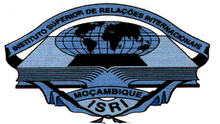 INSTITUTO SUPERIOR DE RELAÇÕES INTERNACIONAIS
MOÇAMBIQUE
ISRI